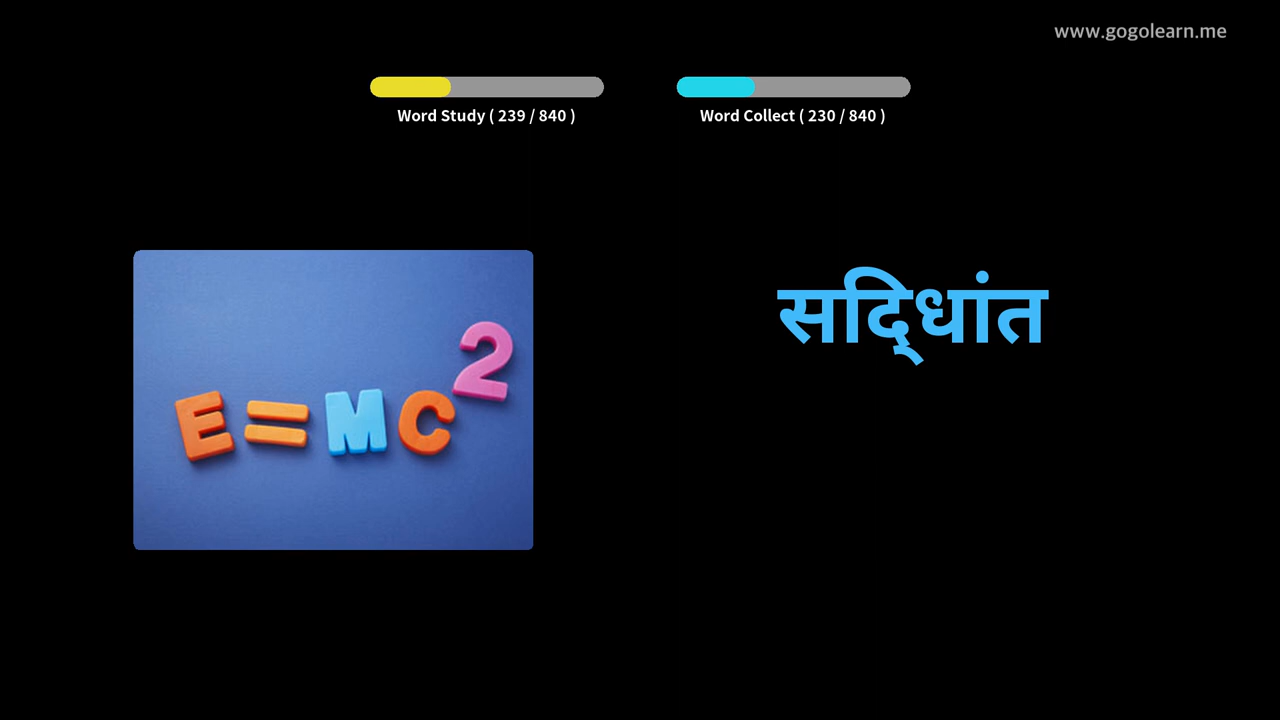 www.gogolearn.me
Word Study ( 239 / 840 )
Word Collect ( 230 / 840 )
सद्‌धिांत
E=MC²